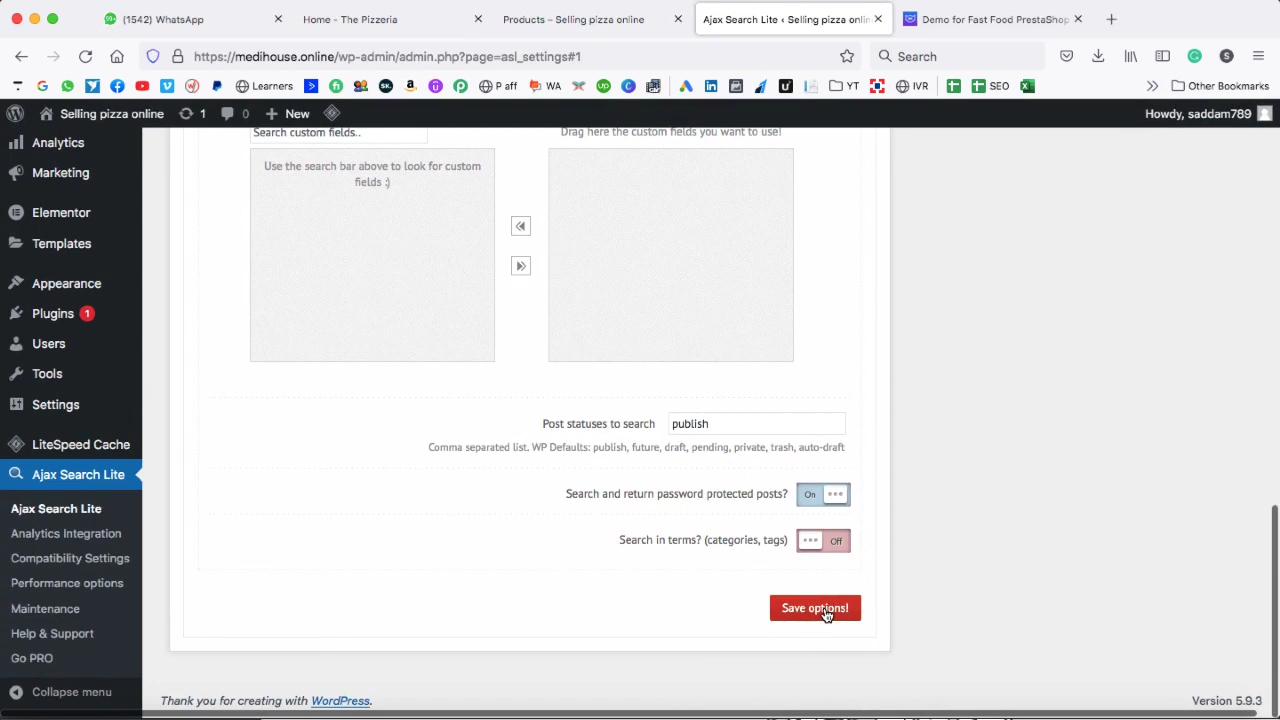 (1542) WhatsApp
Home - The Pizzeria
Products – Selling pizza online
Ajax Search Lite ‹ Selling pizza onlin
Demo for Fast Food PrestaShop
https://medihouse.online/wp-admin/admin.php?page=asl_settings#1
Search
Learners
P aff
WA
YT
IVR
SEO
Other Bookmarks
Selling pizza online
1
0
New
Howdy, saddam789
Analytics
Marketing
Elementor
Templates
Appearance
Plugins 1
Users
Tools
Settings
LiteSpeed Cache
Ajax Search Lite
Ajax Search Lite
Analytics Integration
Compatibility Settings
Performance options
Maintenance
Help & Support
Go PRO
Collapse menu
Search custom fields..
Drag here the custom fields you want to use!
Use the search bar above to look for custom
fields ;)
Post statuses to search
publish
Comma separated list. WP Defaults: publish, future, draft, pending, private, trash, auto-draft
Search and return password protected posts?
On
Search in terms? (categories, tags)
Off
Save options!
Thank you for creating with WordPress.
Version 5.9.3